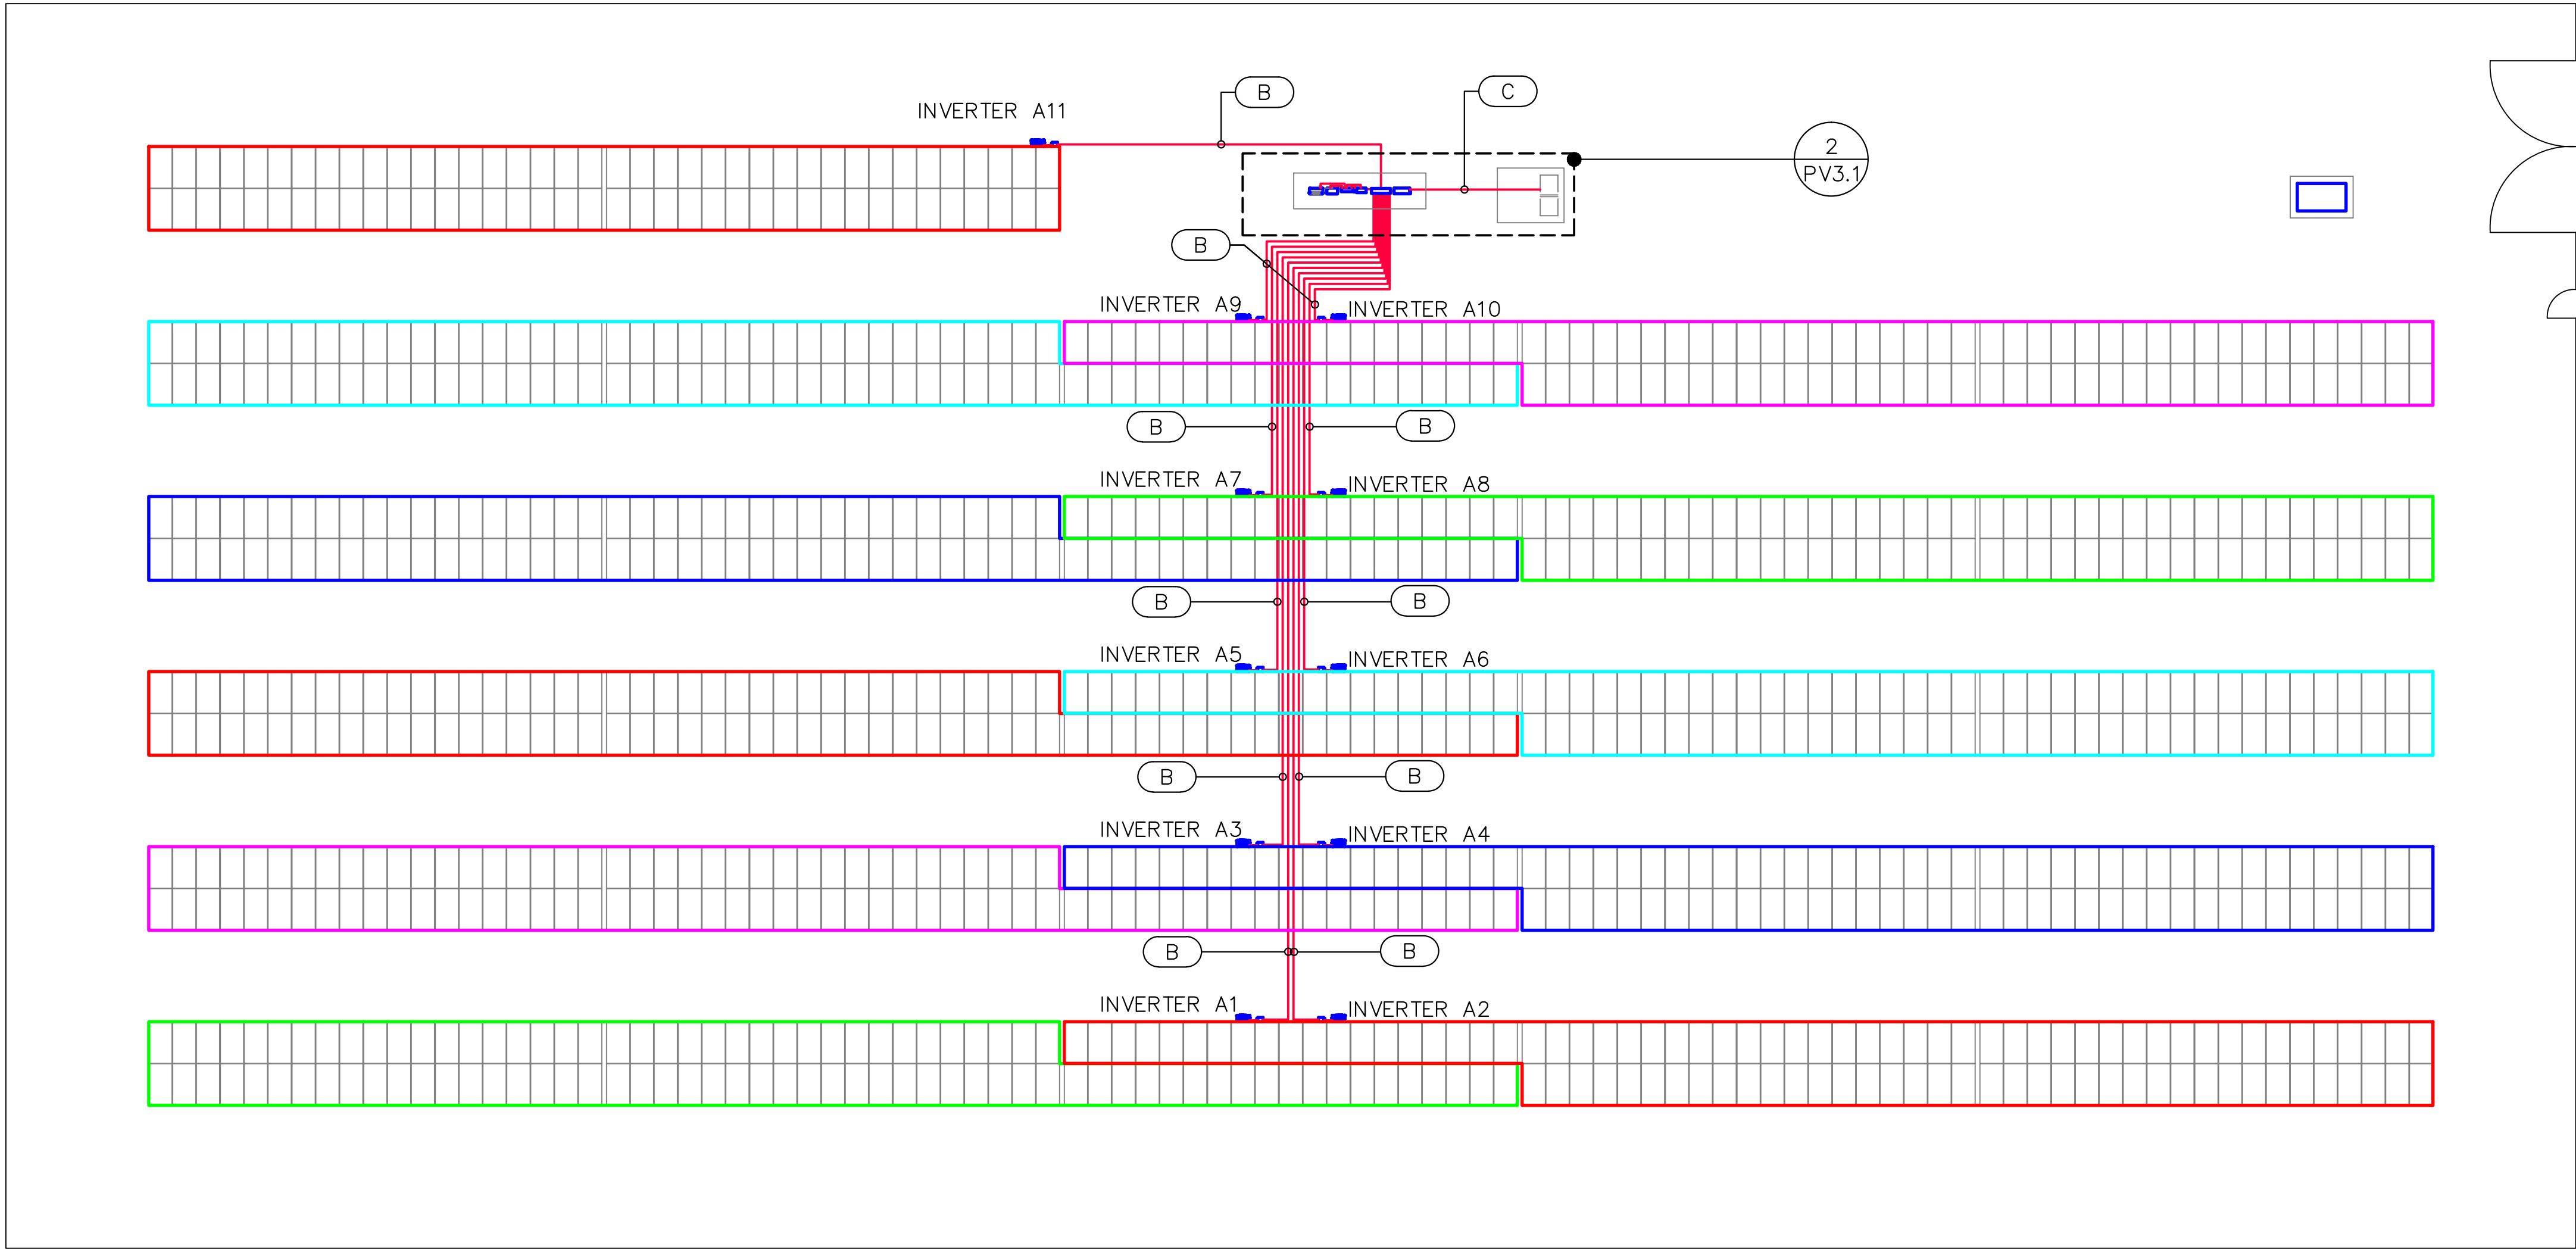 B
C
INVERTER A11
2
PV3.1
B
INVERTER A9
INVERTER A10
B
B
INVERTER A7
INVERTER A8
B
B
INVERTER A5
INVERTER A6
B
B
INVERTER A3
INVERTER A4
B
B
INVERTER A1
INVERTER A2